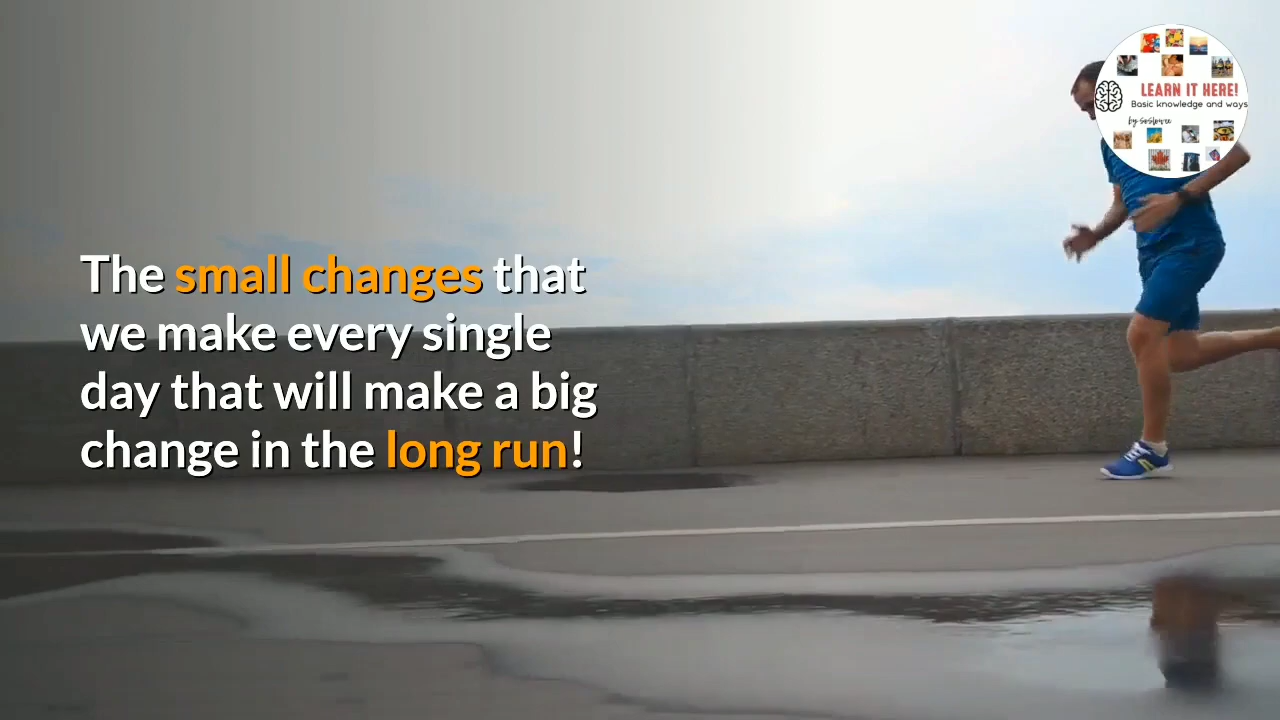 LEARN IT HERE!
Basic knowledge and ways
The small changes that
we make every single
day that will make a big
change in the long run!